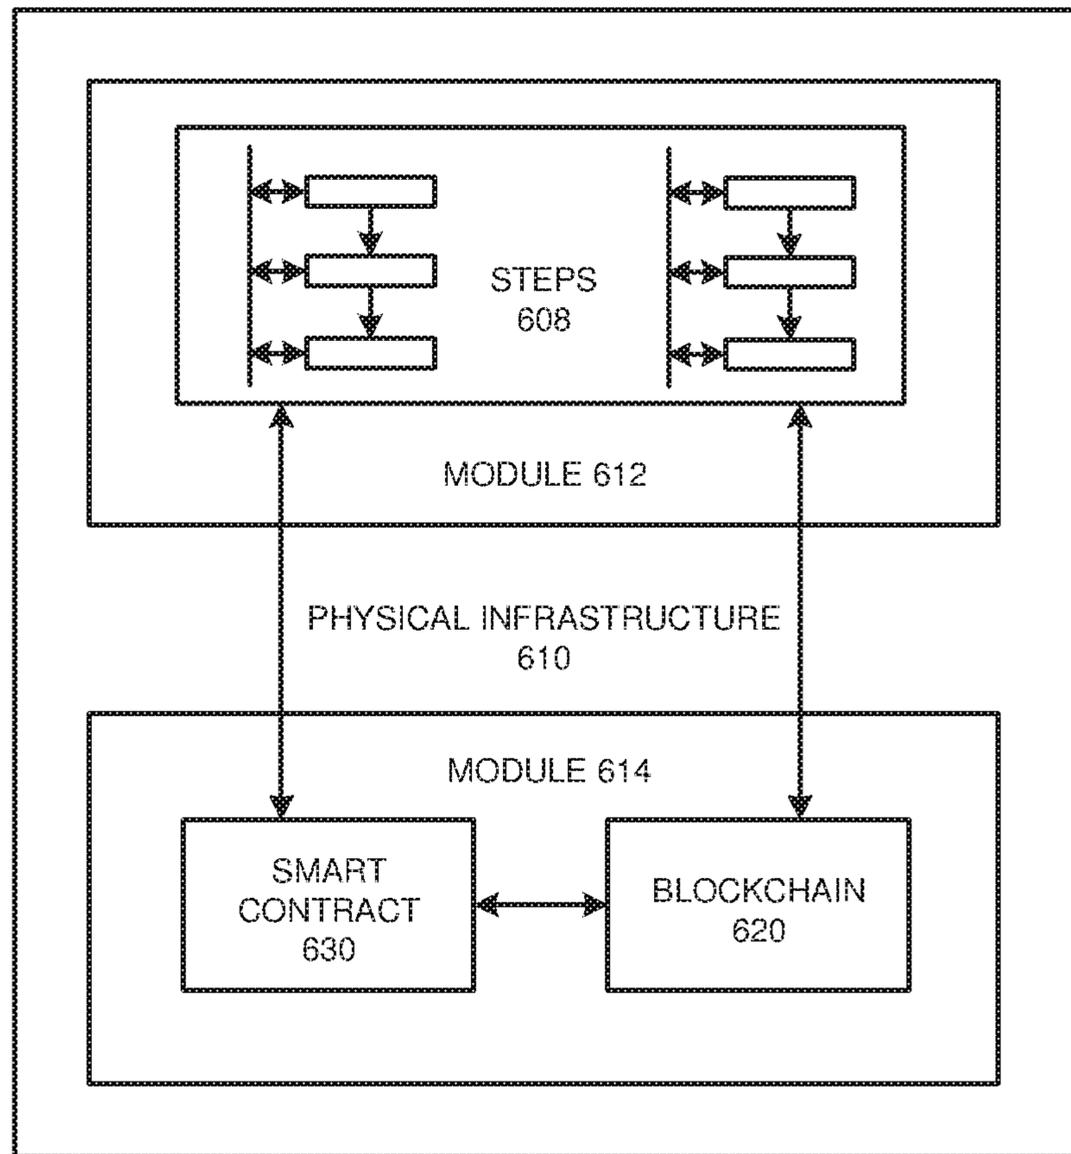 STEPS
608
MODULE 612
PHYSICAL INFRASTRUCTURE
610
MODULE 614
SMART
CONTRACT
630
BLOCKCHAIN
620